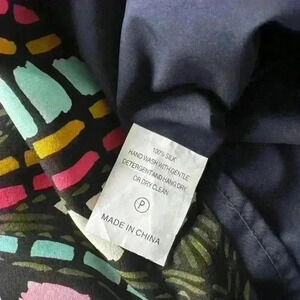 100% SILK
HAND WASH WITH GENTLE
DETERGENT AND HANG DRY
OR DRY CLEAN
P
MADE IN CHINA